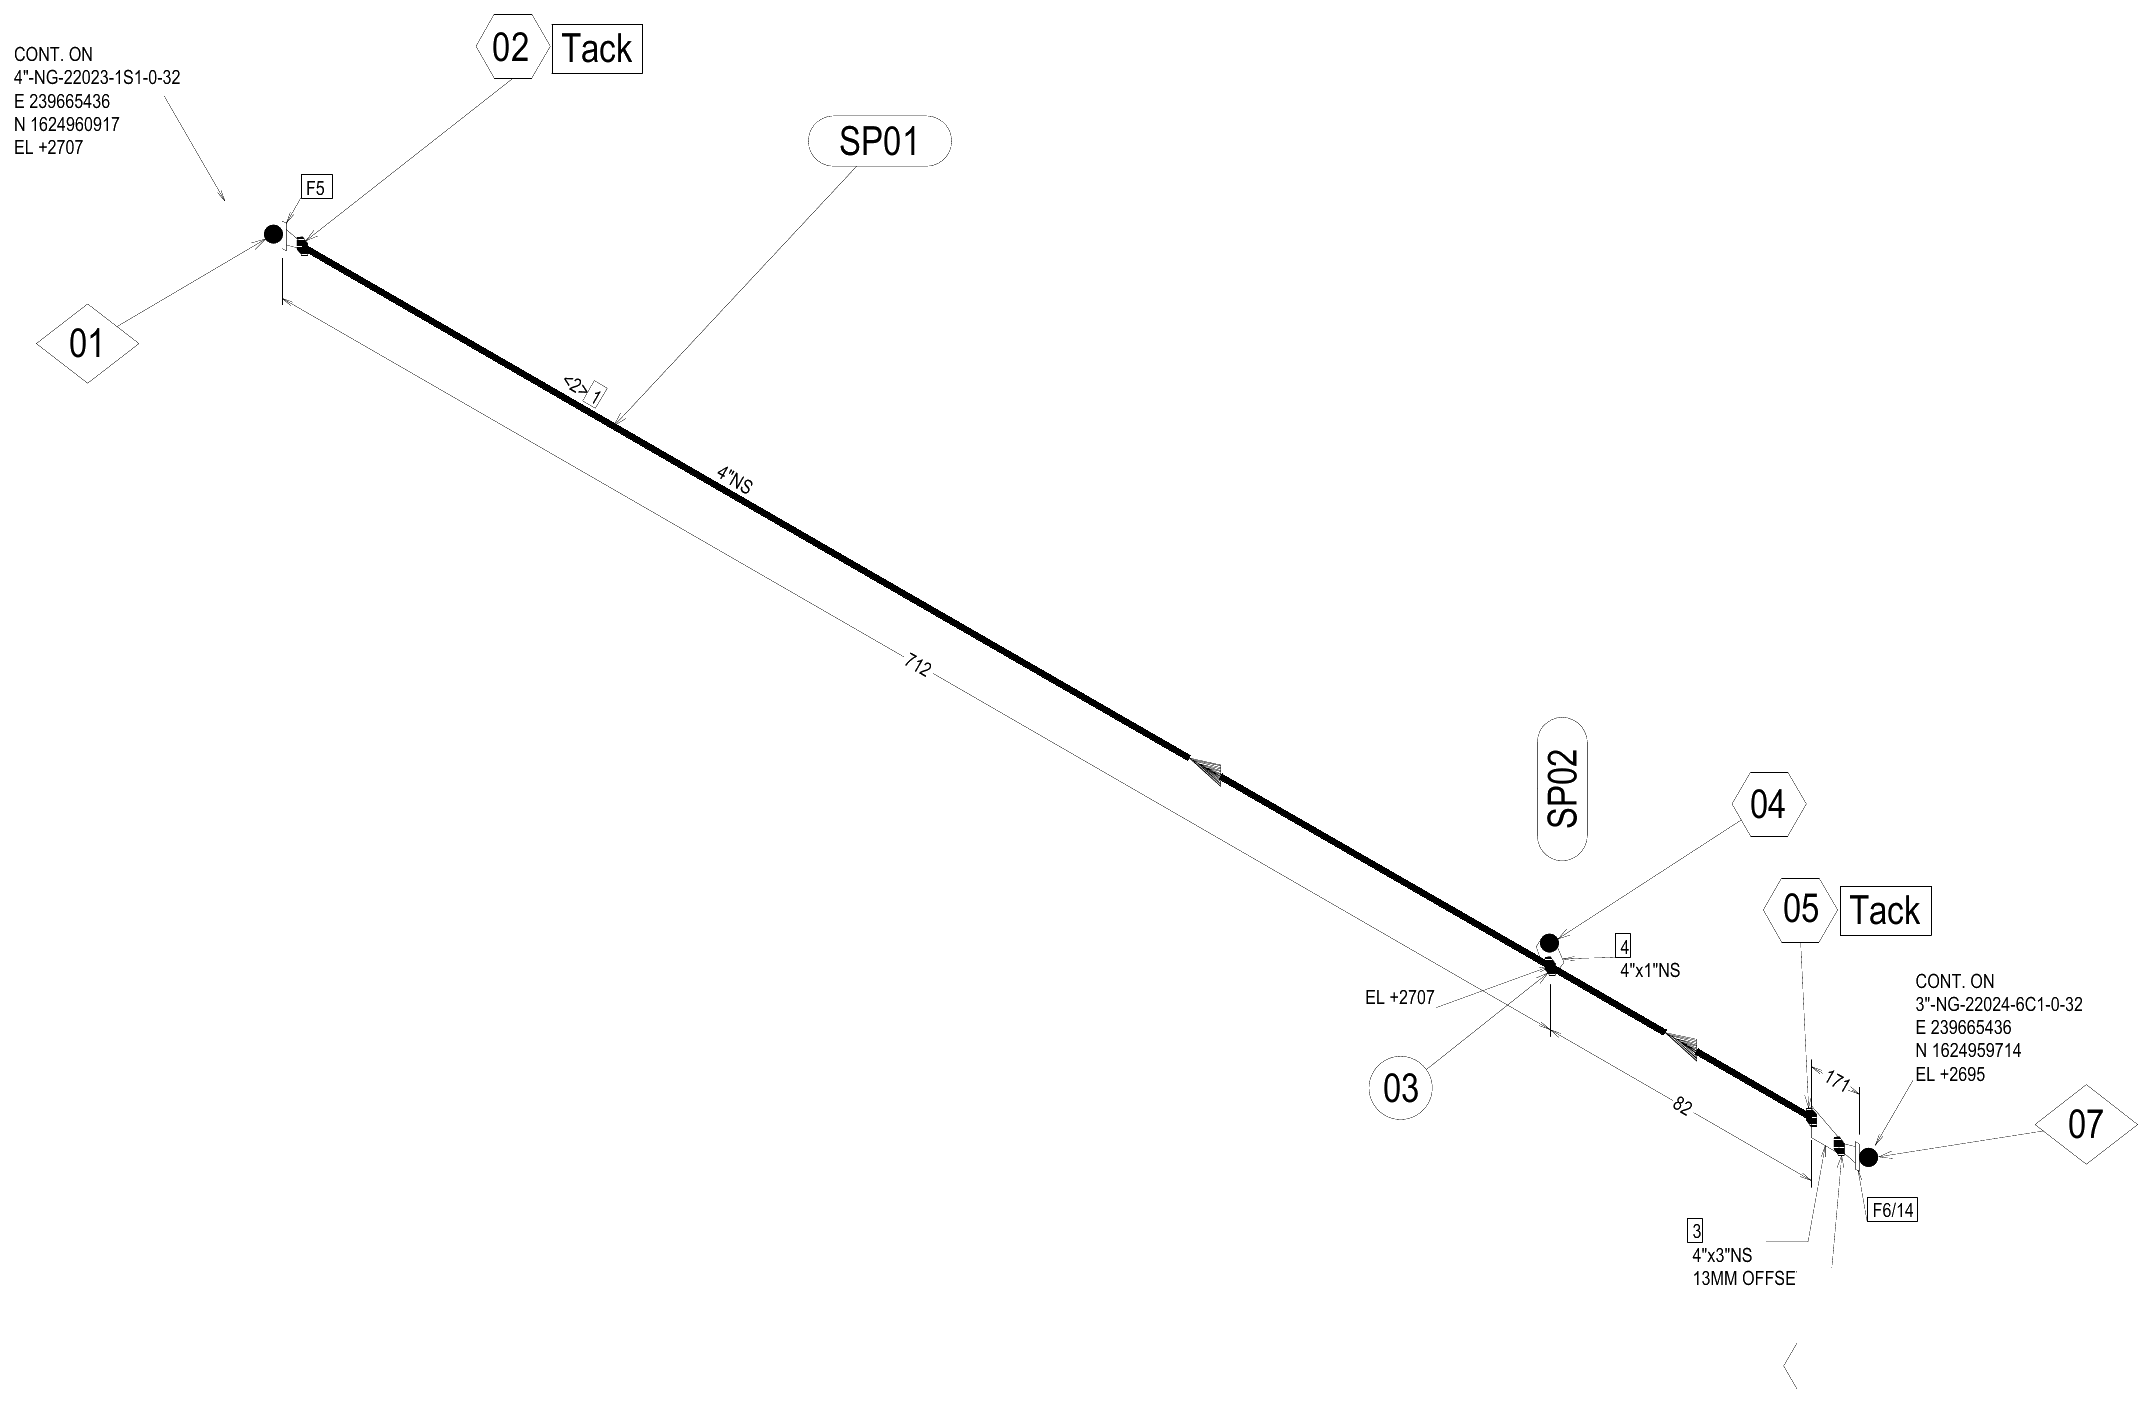 02
Tack
CONT. ON
4"-NG-22023-1S1-0-32
E 239665436
N 1624960917
EL +2707
SP01
F5
01
<2>
1
4"NS
712
SP02
04
05
Tack
4
4"x1"NS
EL +2707
CONT. ON
3"-NG-22024-6C1-0-32
E 239665436
N 1624959714
EL +2695
03
171
82
07
F6/14
3
4"x3"NS
13MM OFFSE